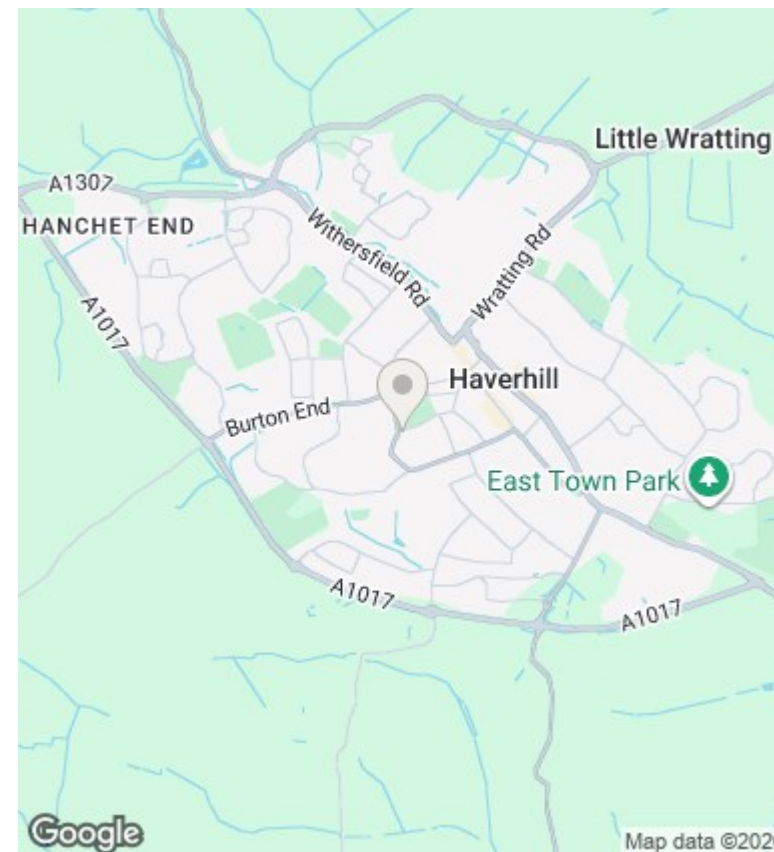 Little Wratting
A1307
HANCHET END
Withersfield Rd
Wratting Rd
A1017
Haverhill
Burton End
East Town Park
A1017
A1017
Google
Map data ©202